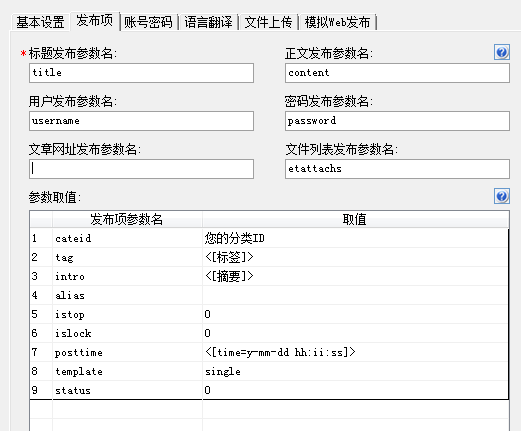 基本设置 发布项 账号密码 语言翻译 文件上传 模拟Web发布
*标题发布参数名: 正文发布参数名:
title content
用户发布参数名: 密码发布参数名:
username password
文章网址发布参数名: 文件列表发布参数名:
etattachs
参数取值:
发布项参数名 取值
1 cateid 您的分类ID
2 tag <[标签]>
3 intro <[摘要]>
4 alias
5 istop 0
6 islock 0
7 posttime <[time=y-mm-dd hh:ii:ss]>
8 template single
9 status 0